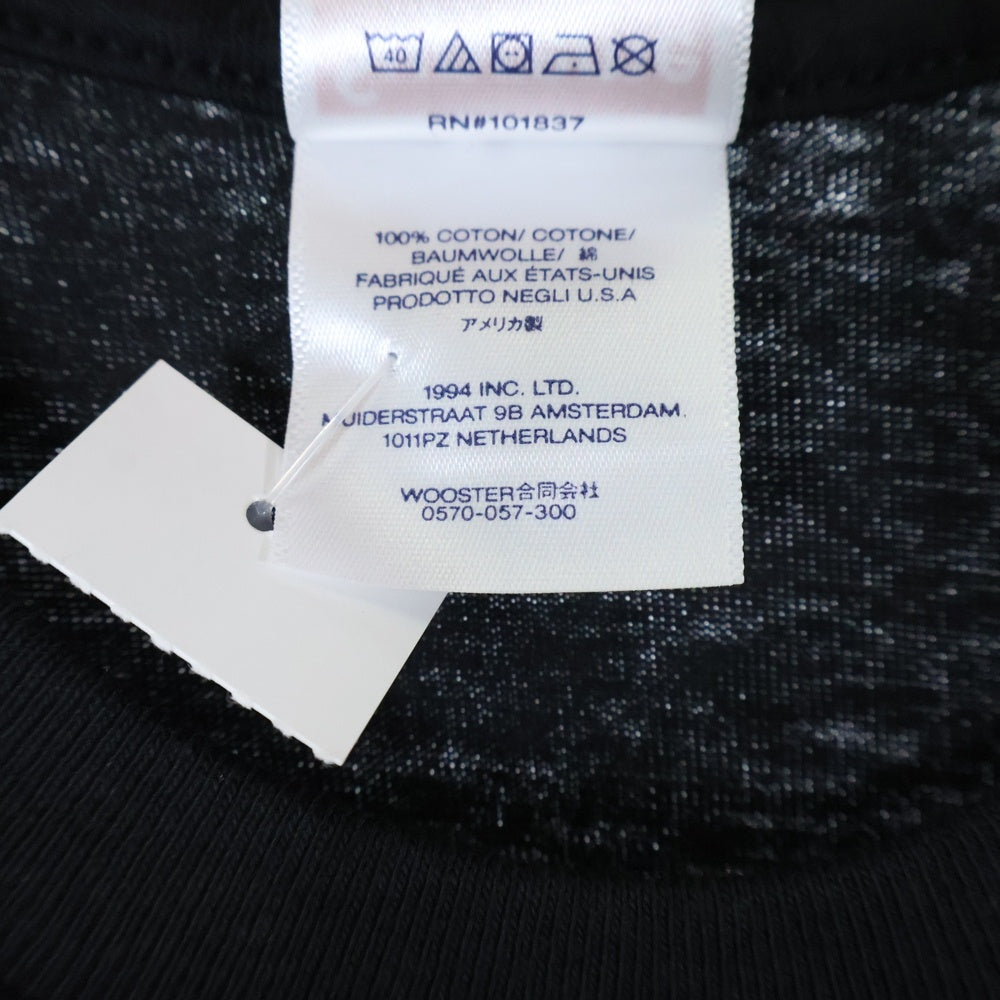 40
RN#101837
100% COTON/ COTONE/
BAUMWOLLE/ 綿
FABRIQUÉ AUX ÉTATS-UNIS
PRODOTTO NEGLI U.S.A
アメリカ製
1994 INC. LTD.
MUIDERSTRAAT 9B AMSTERDAM.
1011PZ NETHERLANDS
WOOSTER合同会社
0570-057-300